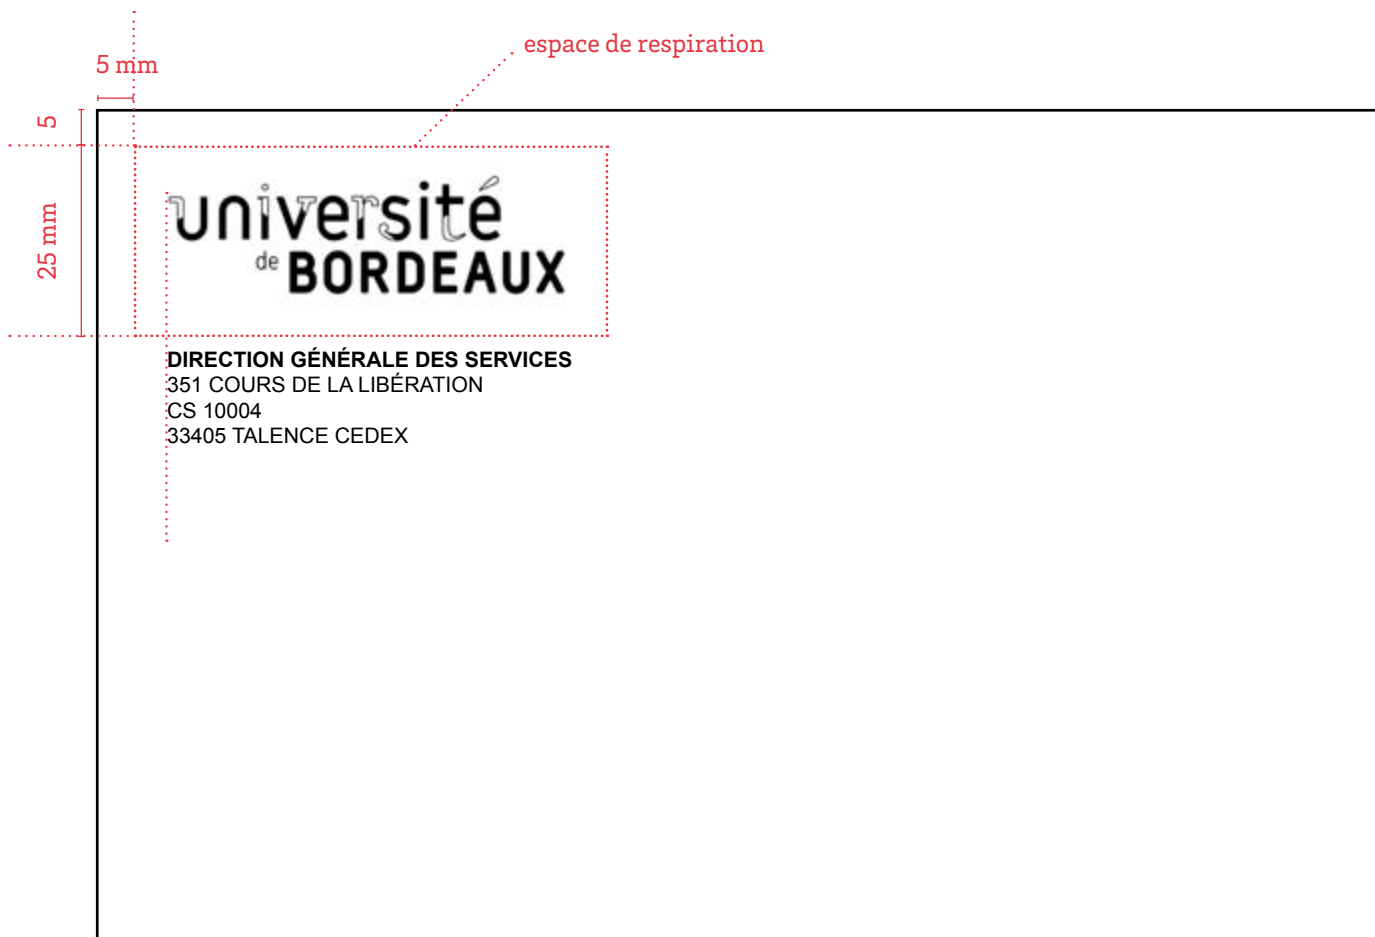 espace de respiration
5 mm
5
25 mm
université
de BORDEAUX
DIRECTION GÉNÉRALE DES SERVICES
351 COURS DE LA LIBÉRATION
CS 10004
33405 TALENCE CEDEX